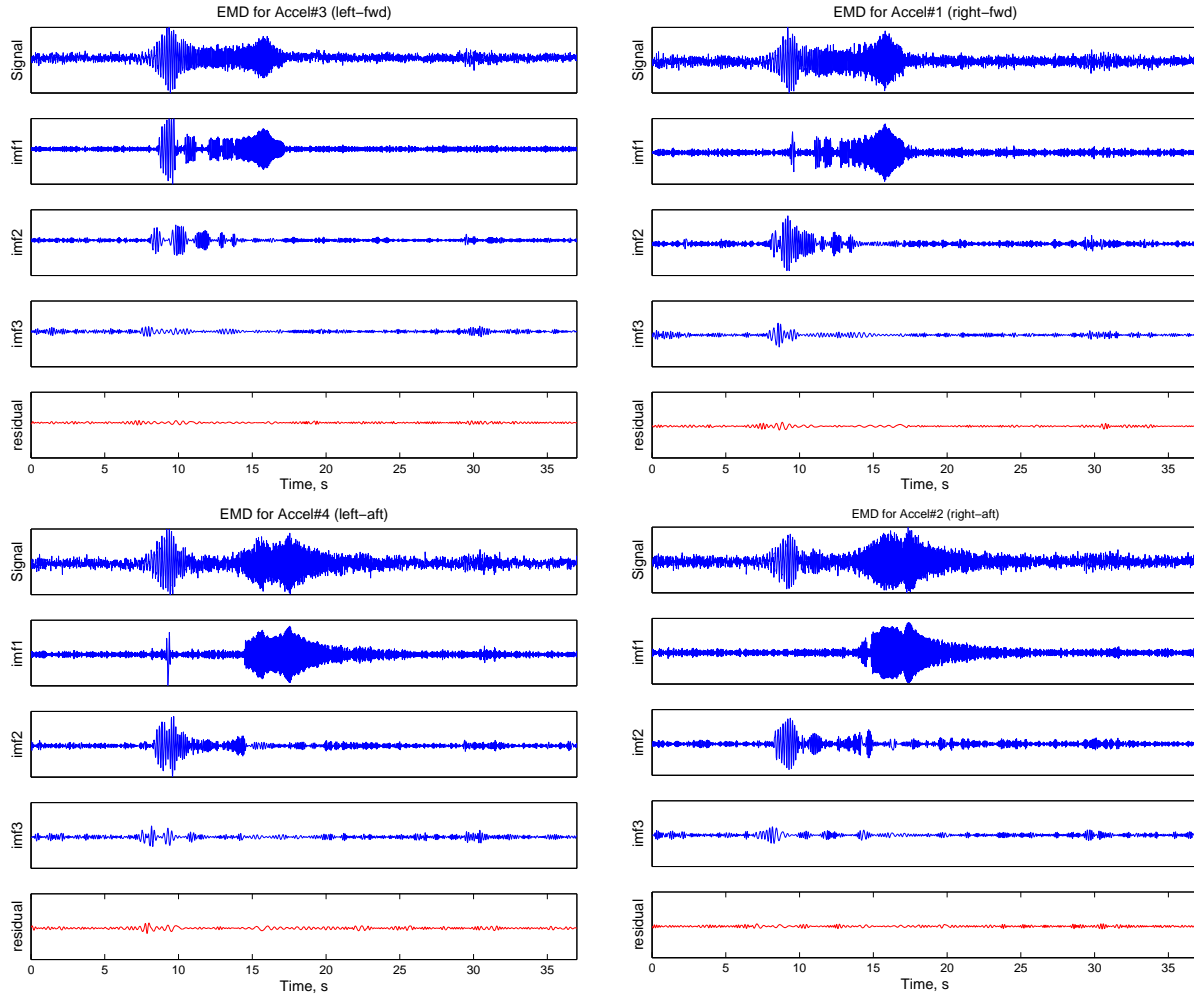 EMD for Accel#3 (left−fwd)
Signal
imf1
imf2
imf3
residual
0 5 10 15 20 25 30 35
Time, s
EMD for Accel#1 (right−fwd)
Signal
imf1
imf2
imf3
residual
0 5 10 15 20 25 30 35
Time, s
EMD for Accel#4 (left−aft)
Signal
imf1
imf2
imf3
residual
0 5 10 15 20 25 30 35
Time, s
EMD for Accel#2 (right−aft)
Signal
imf1
imf2
imf3
residual
0 5 10 15 20 25 30 35
Time, s